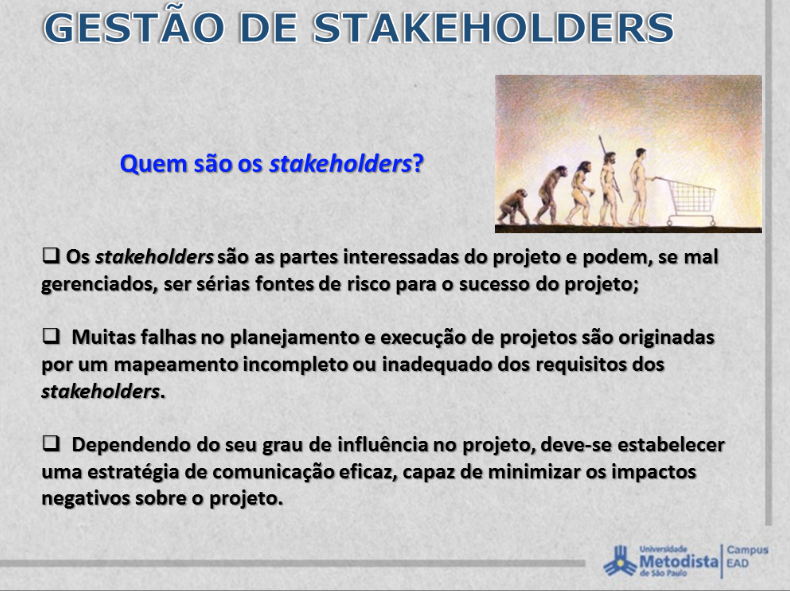 GESTÃO DE STAKEHOLDERS
Quem são os stakeholders?
❑ Os stakeholders são as partes interessadas do projeto e podem, se mal
gerenciados, ser sérias fontes de risco para o sucesso do projeto;
❑ Muitas falhas no planejamento e execução de projetos são originadas
por um mapeamento incompleto ou inadequado dos requisitos dos
stakeholders.
❑ Dependendo do seu grau de influência no projeto, deve-se estabelecer
uma estratégia de comunicação eficaz, capaz de minimizar os impactos
negativos sobre o projeto.
Universidade
Metodista
de São Paulo
Campus
EAD